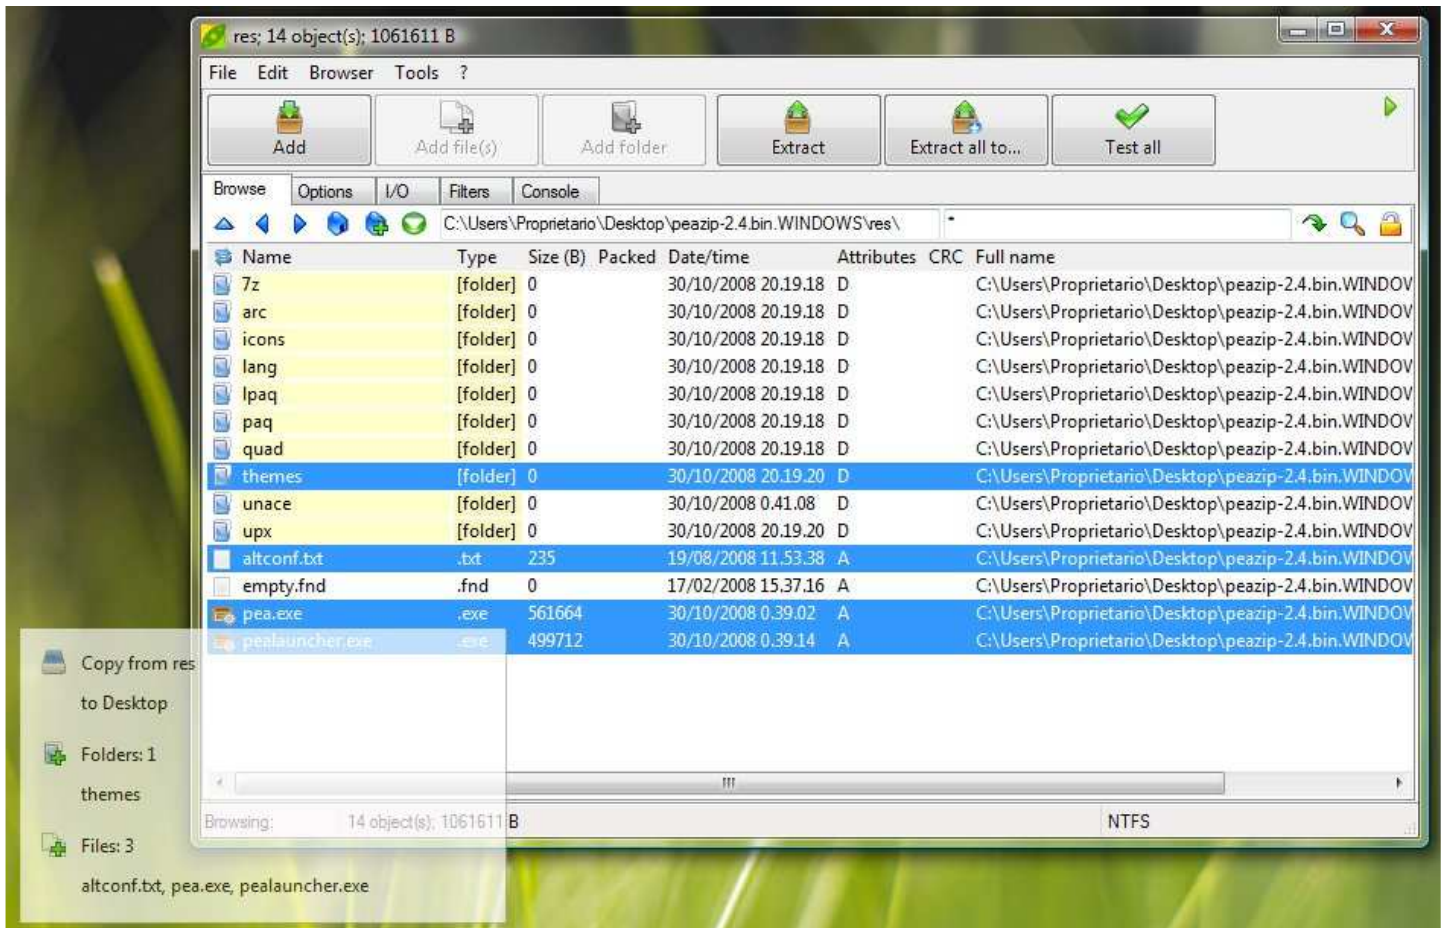 res; 14 object(s); 1061611 B
File Edit Browser Tools ?
Add Add file(s) Add folder Extract Extract all to... Test all
Browse Options I/O Filters Console
C:\Users\Proprietario\Desktop\peazip-2.4.bin.WINDOWS\res\ *
Name Type Size (B) Packed Date/time Attributes CRC Full name
7z [folder] 0 30/10/2008 20.19.18 D C:\Users\Proprietario\Desktop\peazip-2.4.bin.WINDOV
arc [folder] 0 30/10/2008 20.19.18 D C:\Users\Proprietario\Desktop\peazip-2.4.bin.WINDOV
icons [folder] 0 30/10/2008 20.19.18 D C:\Users\Proprietario\Desktop\peazip-2.4.bin.WINDOV
lang [folder] 0 30/10/2008 20.19.18 D C:\Users\Proprietario\Desktop\peazip-2.4.bin.WINDOV
lpaq [folder] 0 30/10/2008 20.19.18 D C:\Users\Proprietario\Desktop\peazip-2.4.bin.WINDOV
paq [folder] 0 30/10/2008 20.19.18 D C:\Users\Proprietario\Desktop\peazip-2.4.bin.WINDOV
quad [folder] 0 30/10/2008 20.19.18 D C:\Users\Proprietario\Desktop\peazip-2.4.bin.WINDOV
themes [folder] 0 30/10/2008 20.19.20 D C:\Users\Proprietario\Desktop\peazip-2.4.bin.WINDOV
unace [folder] 0 30/10/2008 0.41.08 D C:\Users\Proprietario\Desktop\peazip-2.4.bin.WINDOV
upx [folder] 0 30/10/2008 20.19.20 D C:\Users\Proprietario\Desktop\peazip-2.4.bin.WINDOV
altconf.txt .txt 235 19/08/2008 11.53.38 A C:\Users\Proprietario\Desktop\peazip-2.4.bin.WINDOV
empty.fnd .fnd 0 17/02/2008 15.37.16 A C:\Users\Proprietario\Desktop\peazip-2.4.bin.WINDOV
pea.exe .exe 561664 30/10/2008 0.39.02 A C:\Users\Proprietario\Desktop\peazip-2.4.bin.WINDOV
pealauncher.exe .exe 499712 30/10/2008 0.39.14 A C:\Users\Proprietario\Desktop\peazip-2.4.bin.WINDOV
Copy from res
to Desktop
Folders: 1
themes
Browsing: 14 object(s); 1061611 B NTFS
Files: 3
altconf.txt, pea.exe, pealauncher.exe